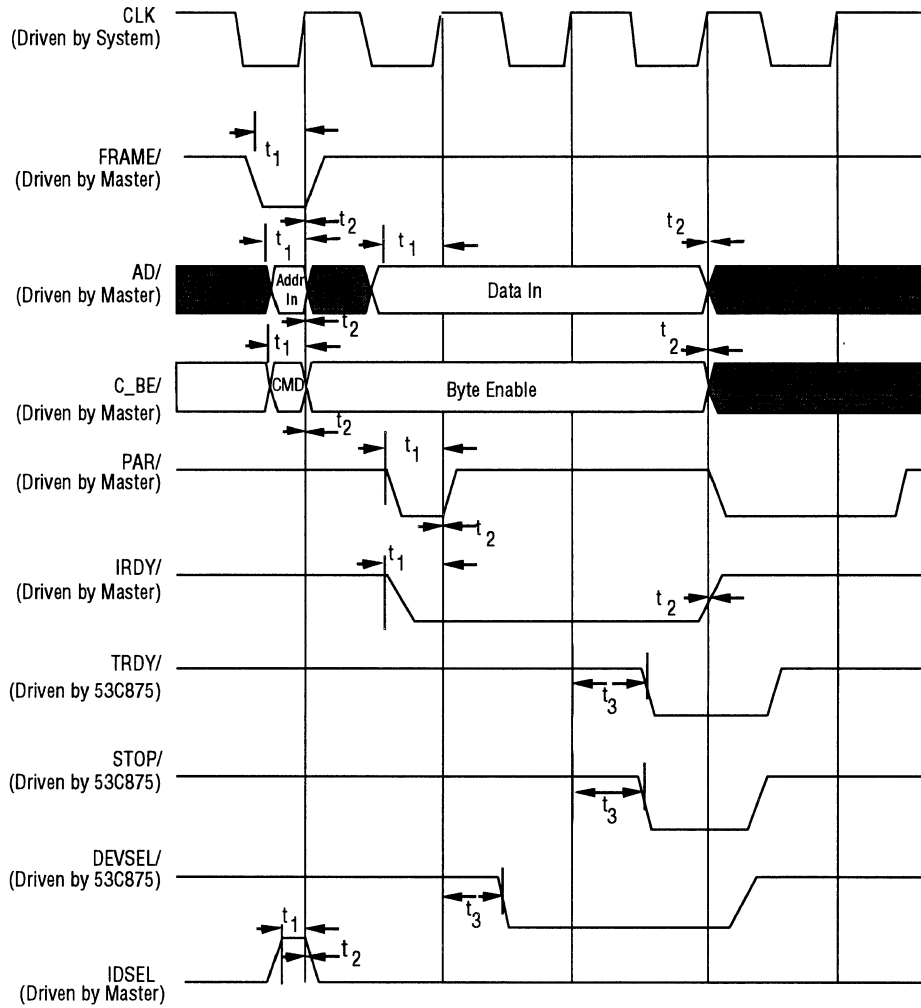 CLK
(Driven by System)
t1
FRAME/
(Driven by Master)
t2
t1
t1
t2
AD/
(Driven by Master)
Addr
In
Data In
t2
t1
t2
C_BE/
(Driven by Master)
CMD
Byte Enable
t2
t1
PAR/
(Driven by Master)
t2
t1
IRDY/
(Driven by Master)
t2
TRDY/
(Driven by 53C875)
t3
STOP/
(Driven by 53C875)
t3
DEVSEL/
(Driven by 53C875)
t3
t1
t2
IDSEL
(Driven by Master)